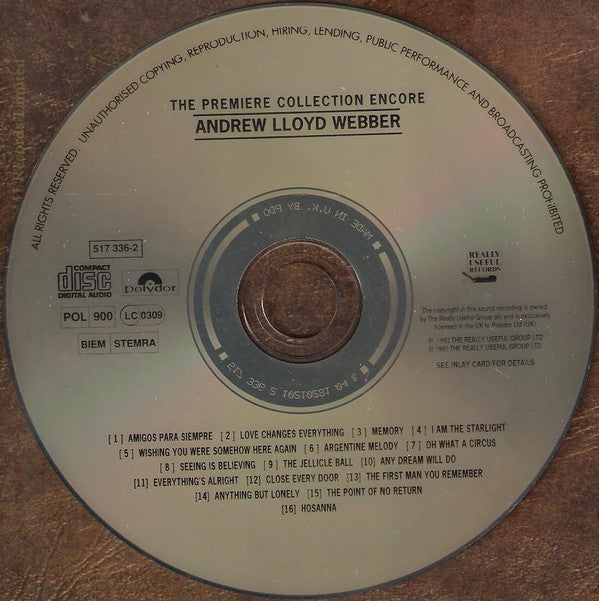 ALL RIGHTS RESERVED. UNAUTHORISED COPYING, REPRODUCTION, HIRING, LENDING, PUBLIC PERFORMANCE AND BROADCASTING PROHIBITED
THE PREMIERE COLLECTION ENCORE
ANDREW LLOYD WEBBER
MADE IN U.K. BY PDO
517 336-2
COMPACT
disc
DIGITAL AUDIO
polydor
POL 900 LC 0309
BIEM STEMRA
REALLY
USEFUL
RECORDS
The copyright in this sound recording is owned
by The Really Useful Group plc and is exclusively
licensed in the UK to Polydor Ltd (UK)
℗ 1992 THE REALLY USEFUL GROUP LTD
© 1992 THE REALLY USEFUL GROUP LTD
SEE INLAY CARD FOR DETAILS
[1] AMIGOS PARA SIEMPRE [2] LOVE CHANGES EVERYTHING [3] MEMORY [4] I AM THE STARLIGHT
[5] WISHING YOU WERE SOMEHOW HERE AGAIN [6] ARGENTINE MELODY [7] OH WHAT A CIRCUS
[8] SEEING IS BELIEVING [9] THE JELLICLE BALL [10] ANY DREAM WILL DO
[11] EVERYTHING'S ALRIGHT [12] CLOSE EVERY DOOR [13] THE FIRST MAN YOU REMEMBER
[14] ANYTHING BUT LONELY [15] THE POINT OF NO RETURN
[16] HOSANNA